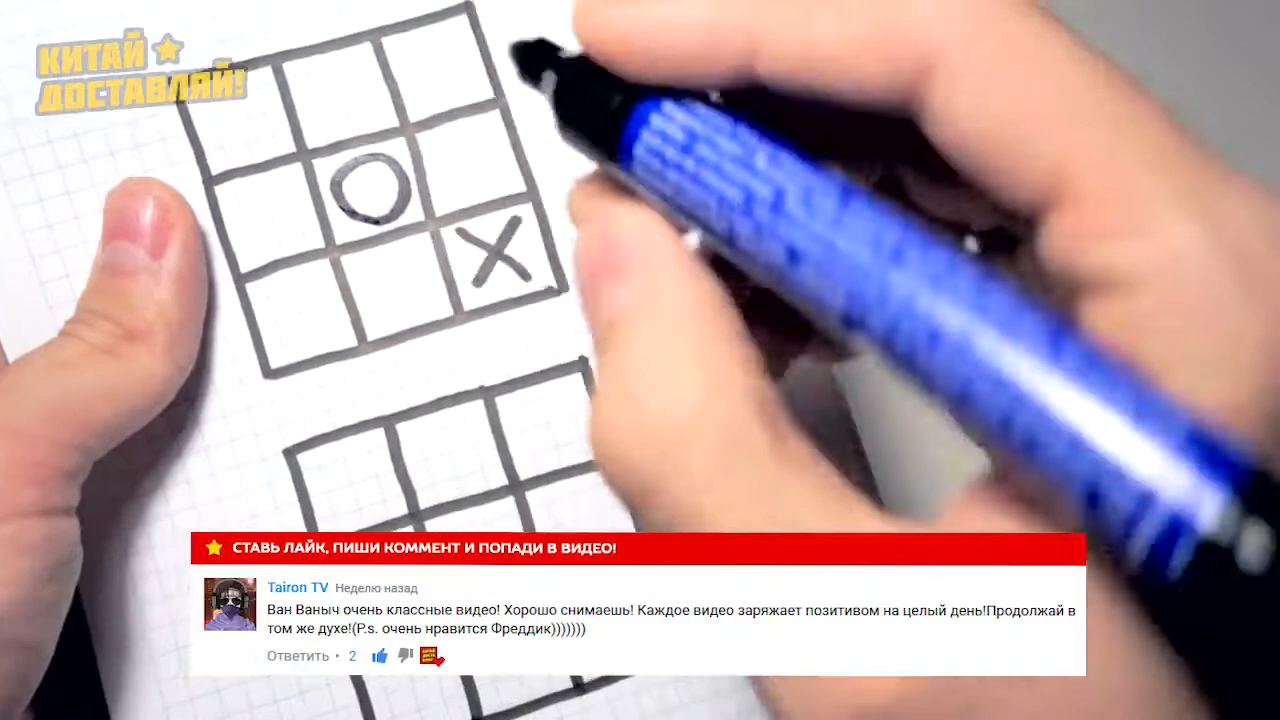 КИТАЙ
ДОСТАВЛЯЙ!
O
X
СТАВЬ ЛАЙК, ПИШИ КОММЕНТ И ПОПАДИ В ВИДЕО!
Tairon TV Неделю назад
Ван Ваныч очень классные видео! Хорошо снимаешь! Каждое видео заряжает позитивом на целый день!Продолжай в
том же духе!(P.s. очень нравится Фреддик)))))))
Ответить • 2